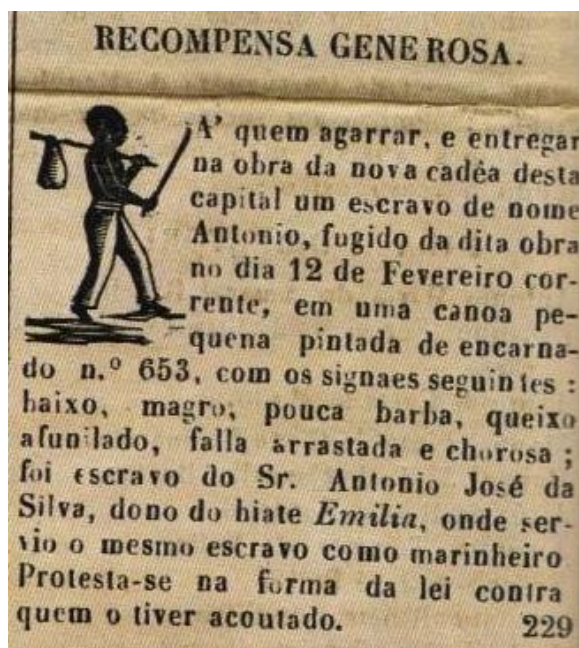 RECOMPENSA GENEROSA.
A' quem agarrar, e entregar
na obra da nova cadêa desta
capital um escravo de nome
Antonio, fugido da dita obra
no dia 12 de Fevereiro cor-
rente, em uma canoa pe-
quena pintada de encarna-
do n.º 653, com os signaes seguintes :
baixo, magro, pouca barba, queixo
afunilado, falla arrastada e chorosa ;
foi escravo do Sr. Antonio José da
Silva, dono do hiate Emilia, onde ser-
vio o mesmo escravo como marinheiro
Protesta-se na forma da lei contra
quem o tiver acoutado. 229